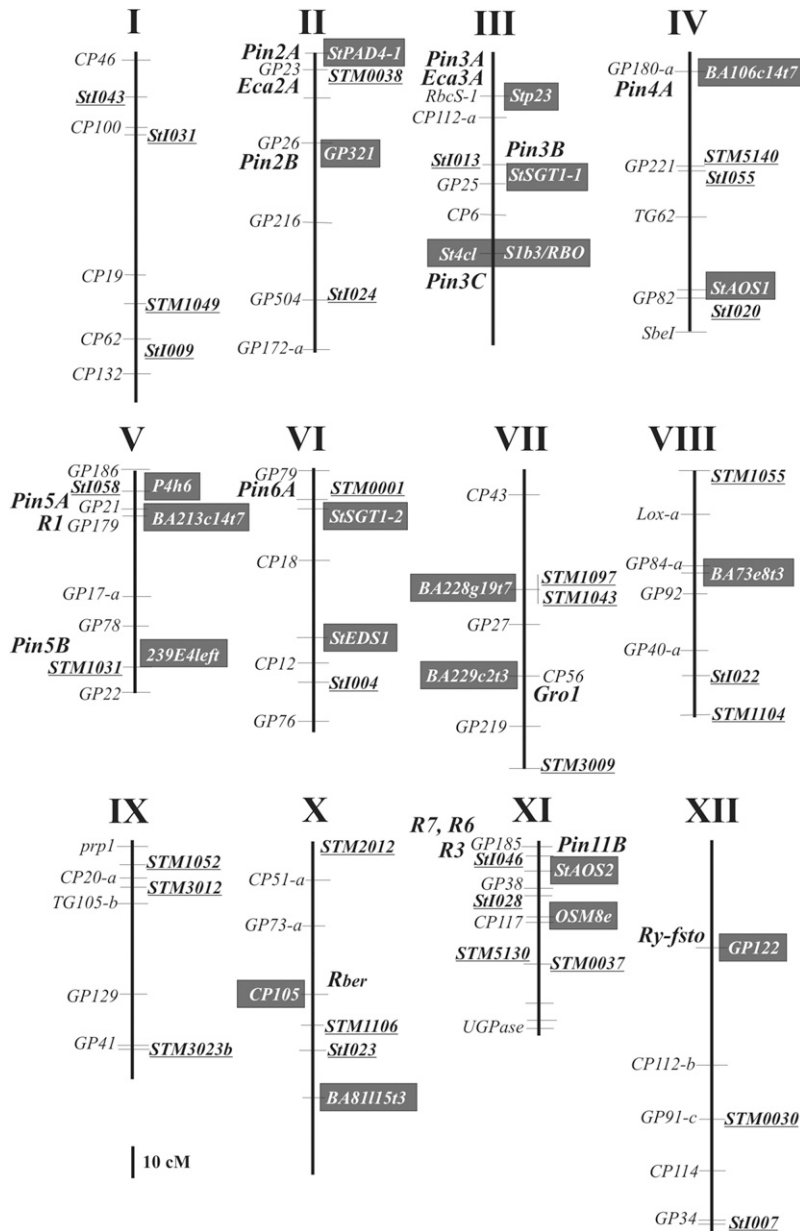 I
CP46
StI043
CP100
StI031
CP19
STM1049
CP62
StI009
CP132
II
Pin2A
StPAD4-1
GP23
STM0038
Eca2A
GP26
GP321
Pin2B
GP216
GP504
StI024
GP172-a
III
Pin3A
Eca3A
RbcS-1
Stp23
CP112-a
Pin3B
StI013
StSGT1-1
GP25
CP6
St4cl
S1b3/RBO
Pin3C
IV
GP180-a
BA106c14t7
Pin4A
STM5140
GP221
StI055
TG62
StAOS1
GP82
StI020
SbeI
V
GP186
StI058
P4h6
Pin5A
GP21
R1
GP179
BA213c14t7
GP17-a
GP78
Pin5B
239E4left
STM1031
GP22
VI
GP79
Pin6A
STM0001
StSGT1-2
CP18
StEDS1
CP12
StI004
GP76
VII
CP43
BA228g19t7
STM1097
STM1043
GP27
BA229c2t3
CP56
Gro1
GP219
STM3009
VIII
STM1055
Lox-a
GP84-a
BA73e8t3
GP92
GP40-a
StI022
STM1104
IX
prp1
STM1052
CP20-a
STM3012
TG105-b
GP129
GP41
STM3023b
10 cM
X
STM2012
CP51-a
GP73-a
Rber
CP105
STM1106
StI023
BA81l15t3
XI
R7, R6
R3
GP185
Pin11B
StI046
StAOS2
GP38
StI028
OSM8e
CP117
STM5130
STM0037
UGPase
XII
Ry-fsto
GP122
CP112-b
GP91-c
STM0030
CP114
GP34
StI007